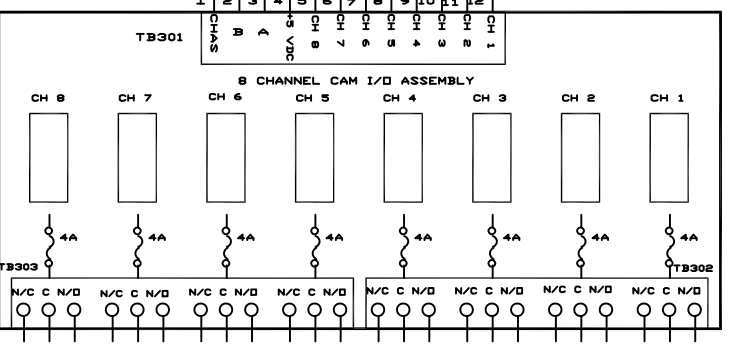 1 2 3 4 5 6 7 8 9 10 11 12
TB301
CHAS B A +5 VDC CH 8 CH 7 CH 6 CH 5 CH 4 CH 3 CH 2 CH 1
8 CHANNEL CAM I/O ASSEMBLY
CH 8 CH 7 CH 6 CH 5 CH 4 CH 3 CH 2 CH 1
4A 4A 4A 4A 4A 4A 4A 4A
TB303 TB302
N/C C N/O N/C C N/O N/C C N/O N/C C N/O N/C C N/O N/C C N/O N/C C N/O N/C C N/O